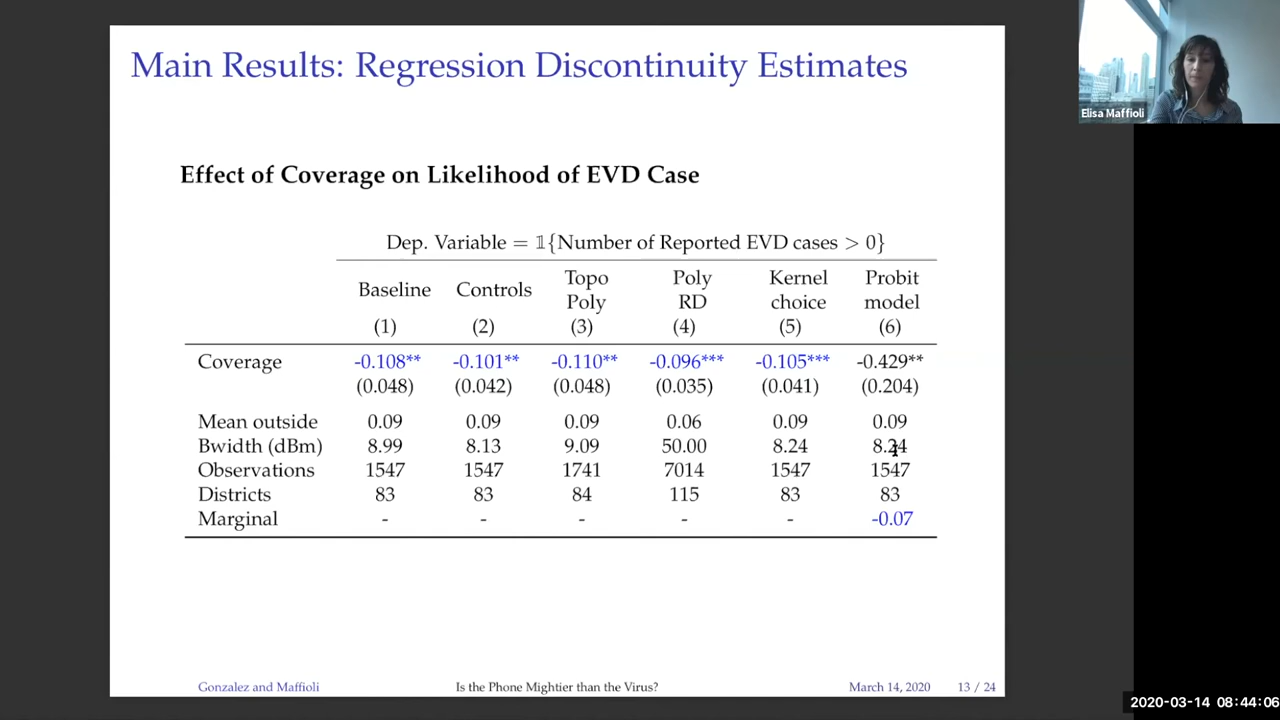 Main Results: Regression Discontinuity Estimates
Elisa Maffioli
Effect of Coverage on Likelihood of EVD Case
Dep. Variable = 𝟙{Number of Reported EVD cases > 0}
Baseline Controls Topo Poly Poly RD Kernel choice Probit model
(1) (2) (3) (4) (5) (6)
Coverage -0.108** -0.101** -0.110** -0.096*** -0.105*** -0.429**
(0.048) (0.042) (0.048) (0.035) (0.041) (0.204)
Mean outside 0.09 0.09 0.09 0.06 0.09 0.09
Bwidth (dBm) 8.99 8.13 9.09 50.00 8.24 8.24
Observations 1547 1547 1741 7014 1547 1547
Districts 83 83 84 115 83 83
Marginal - - - - - -0.07
Gonzalez and Maffioli Is the Phone Mightier than the Virus? March 14, 2020 13 / 24
2020-03-14 08:44:06